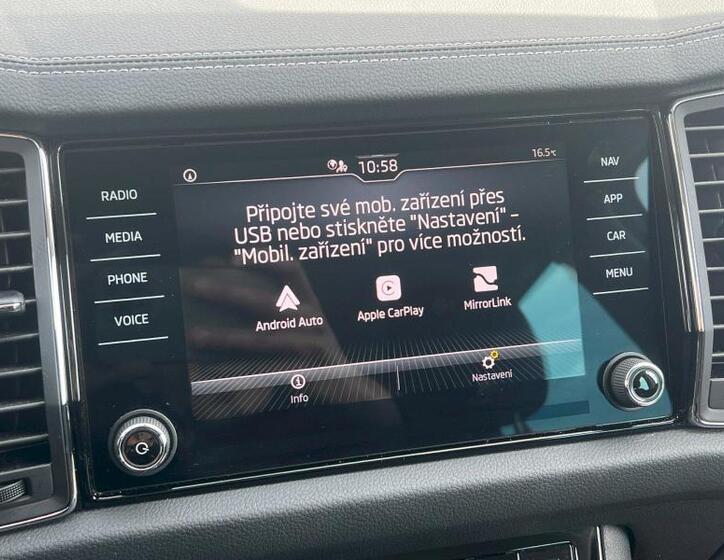 10:58
16.5°C
RADIO
MEDIA
PHONE
VOICE
NAV
APP
CAR
MENU
Připojte své mob. zařízení přes
USB nebo stiskněte "Nastavení" –
"Mobil. zařízení" pro více možností.
Android Auto
Apple CarPlay
MirrorLink
Info
Nastavení